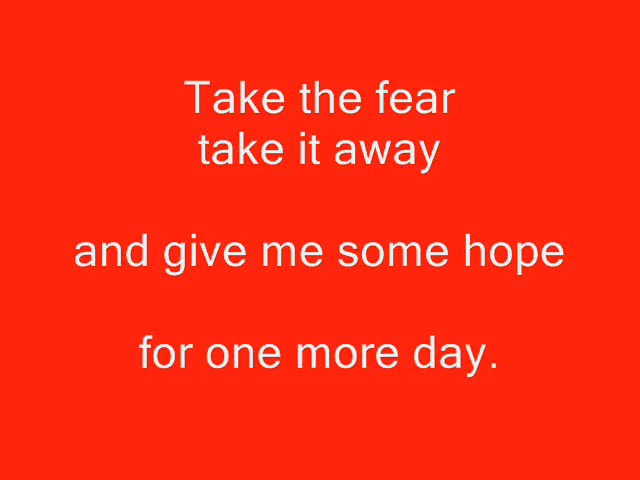 Take the fear
take it away
and give me some hope
for one more day.